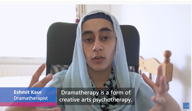 Eshmit Kaur
Dramatherapist
Dramatherapy is a form of
creative arts psychotherapy.